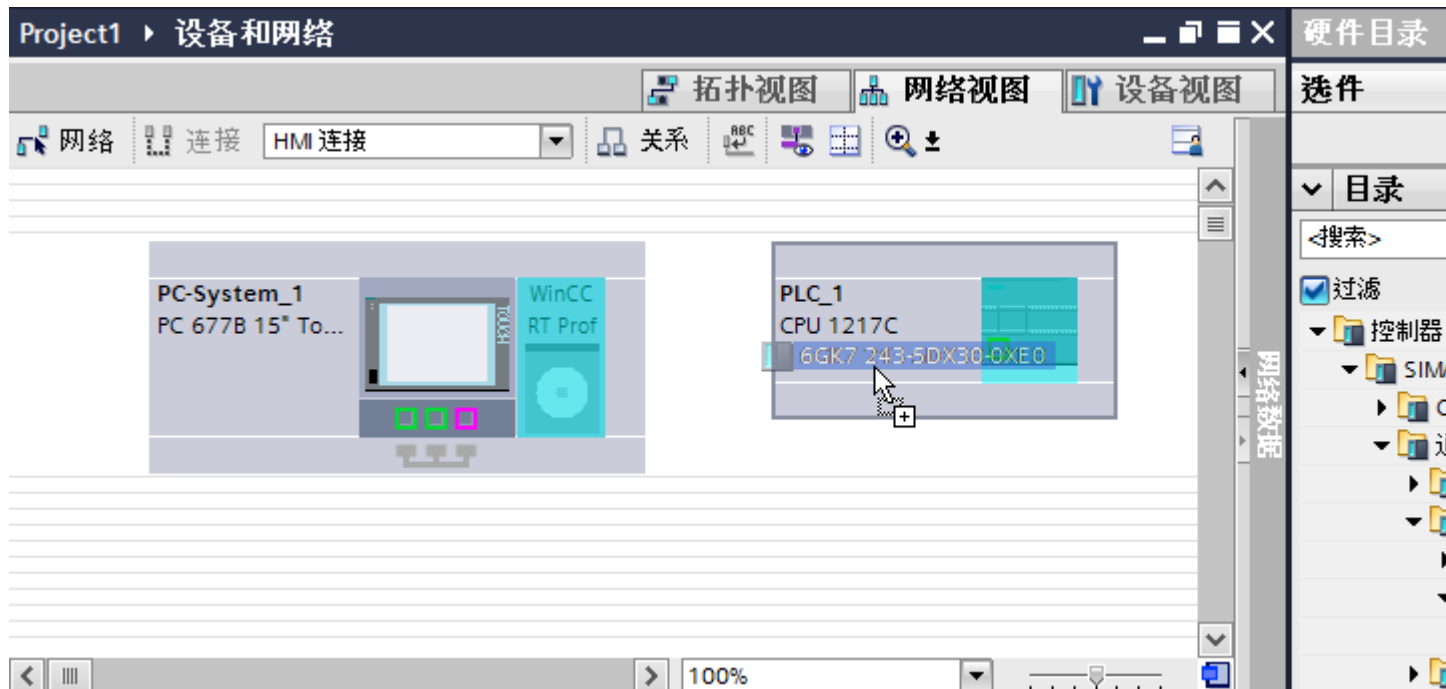 Project1 ▸ 设备和网络
硬件目录
拓扑视图 网络视图 设备视图
选件
网络 连接 HMI 连接 关系
目录
<搜索>
过滤
PC-System_1
PC 677B 15" To...
WinCC
RT Prof
TOUCH
PLC_1
CPU 1217C
6GK7 243-5DX30-0XE0
控制器
网络数据
100%